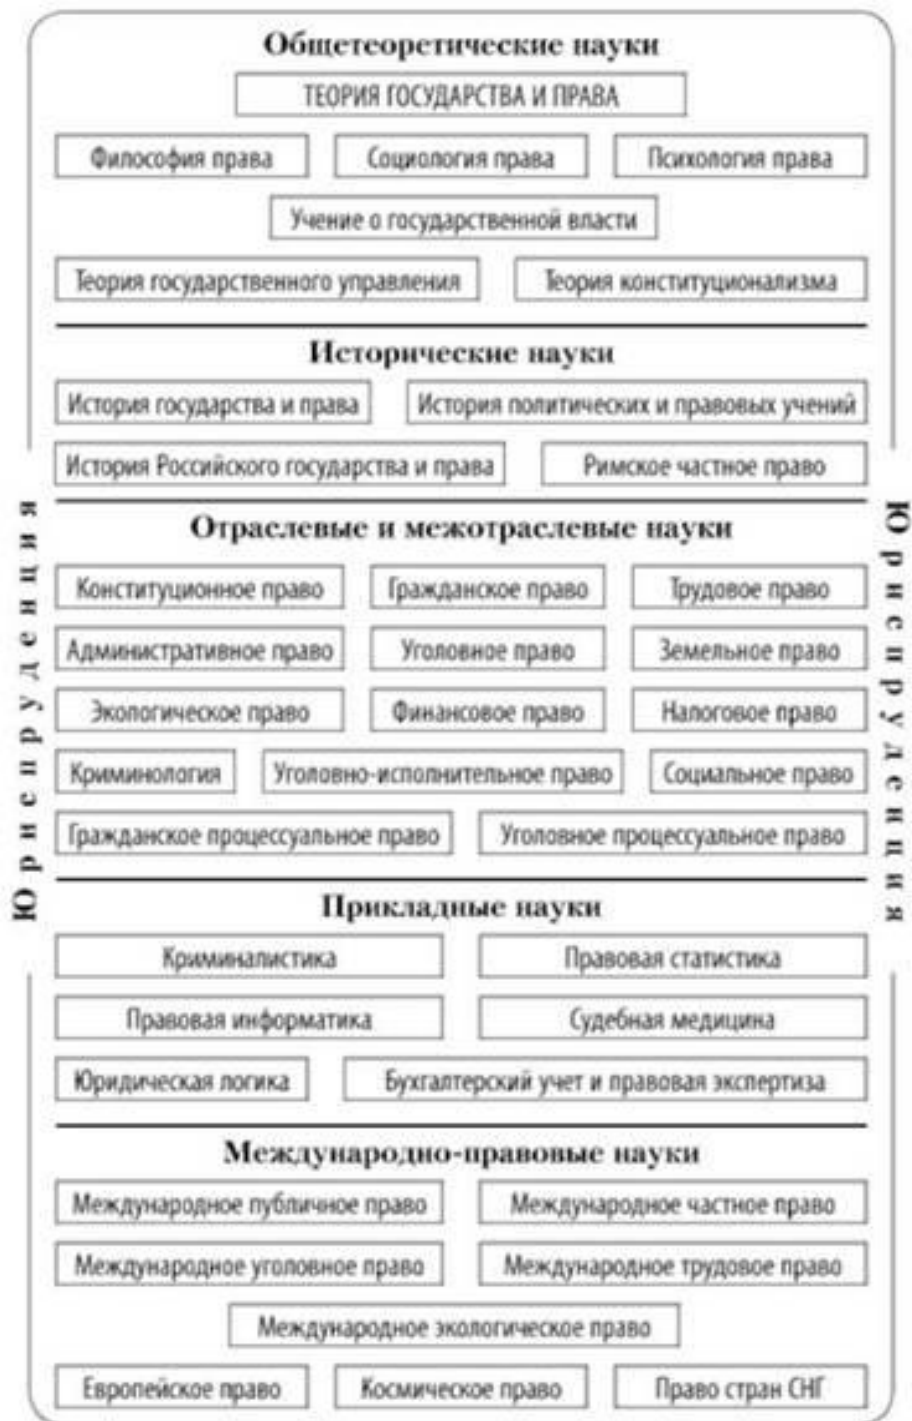 Общетеоретические науки
ТЕОРИЯ ГОСУДАРСТВА И ПРАВА
Философия права Социология права Психология права
Учение о государственной власти
Теория государственного управления Теория конституционализма
Исторические науки
История государства и права История политических и правовых учений
История Российского государства и права Римское частное право
Отраслевые и межотраслевые науки
Конституционное право Гражданское право Трудовое право
Административное право Уголовное право Земельное право
Экологическое право Финансовое право Налоговое право
Криминология Уголовно-исполнительное право Социальное право
Гражданское процессуальное право Уголовное процессуальное право
Прикладные науки
Криминалистика Правовая статистика
Правовая информатика Судебная медицина
Юридическая логика Бухгалтерский учет и правовая экспертиза
Международно-правовые науки
Международное публичное право Международное частное право
Международное уголовное право Международное трудовое право
Международное экологическое право
Европейское право Космическое право Право стран СНГ
Юриспруденция
Юриспруденция